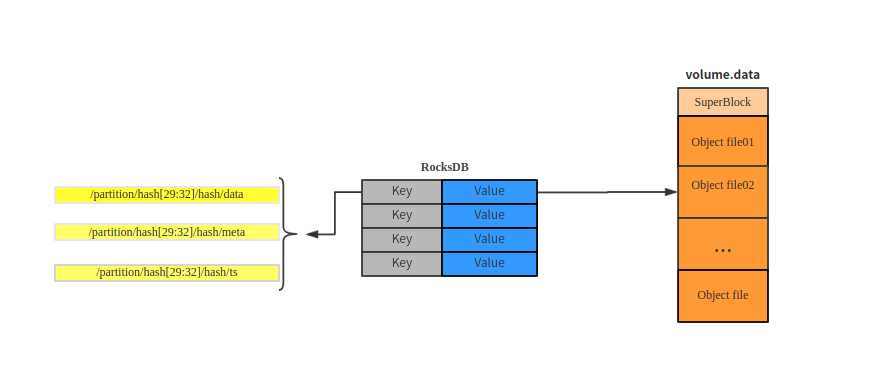 volume.data
SuperBlock
Object file01
Object file02
...
Object file
RocksDB
Key Value
Key Value
Key Value
Key Value
/partition/hash[29:32]/hash/data
/partition/hash[29:32]/hash/meta
/partition/hash[29:32]/hash/ts